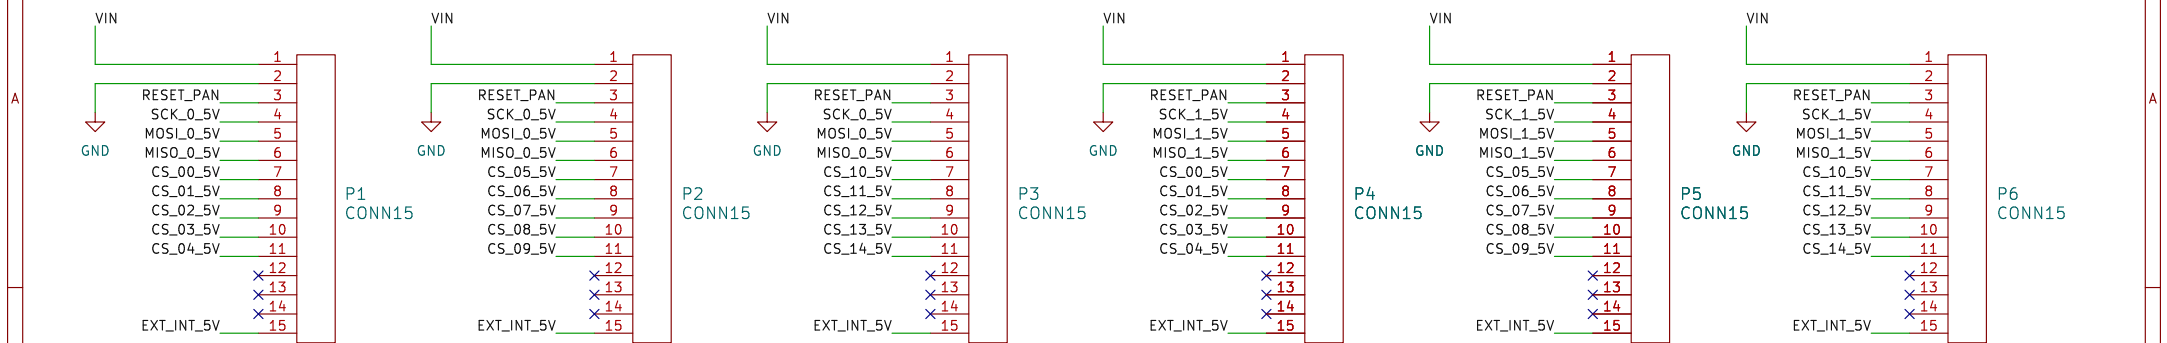 VIN VIN VIN VIN VIN VIN
1 1 1 1 1 1
2 2 2 2 2 2
A RESET_PAN 3 RESET_PAN 3 RESET_PAN 3 RESET_PAN 3 RESET_PAN 3 RESET_PAN 3 A
SCK_0_5V 4 SCK_0_5V 4 SCK_0_5V 4 SCK_1_5V 4 SCK_1_5V 4 SCK_1_5V 4
MOSI_0_5V 5 MOSI_0_5V 5 MOSI_0_5V 5 MOSI_1_5V 5 MOSI_1_5V 5 MOSI_1_5V 5
GND MISO_0_5V 6 GND MISO_0_5V 6 GND MISO_0_5V 6 GND MISO_1_5V 6 GND MISO_1_5V 6 GND MISO_1_5V 6
CS_00_5V 7 CS_05_5V 7 CS_10_5V 7 CS_00_5V 7 CS_05_5V 7 CS_10_5V 7
CS_01_5V 8 P1 CS_06_5V 8 P2 CS_11_5V 8 P3 CS_01_5V 8 P4 CS_06_5V 8 P5 CS_11_5V 8 P6
CS_02_5V 9 CONN15 CS_07_5V 9 CONN15 CS_12_5V 9 CONN15 CS_02_5V 9 CONN15 CS_07_5V 9 CONN15 CS_12_5V 9 CONN15
CS_03_5V 10 CS_08_5V 10 CS_13_5V 10 CS_03_5V 10 CS_08_5V 10 CS_13_5V 10
CS_04_5V 11 CS_09_5V 11 CS_14_5V 11 CS_04_5V 11 CS_09_5V 11 CS_14_5V 11
12 12 12 12 12 12
13 13 13 13 13 13
14 14 14 14 14 14
EXT_INT_5V 15 EXT_INT_5V 15 EXT_INT_5V 15 EXT_INT_5V 15 EXT_INT_5V 15 EXT_INT_5V 15